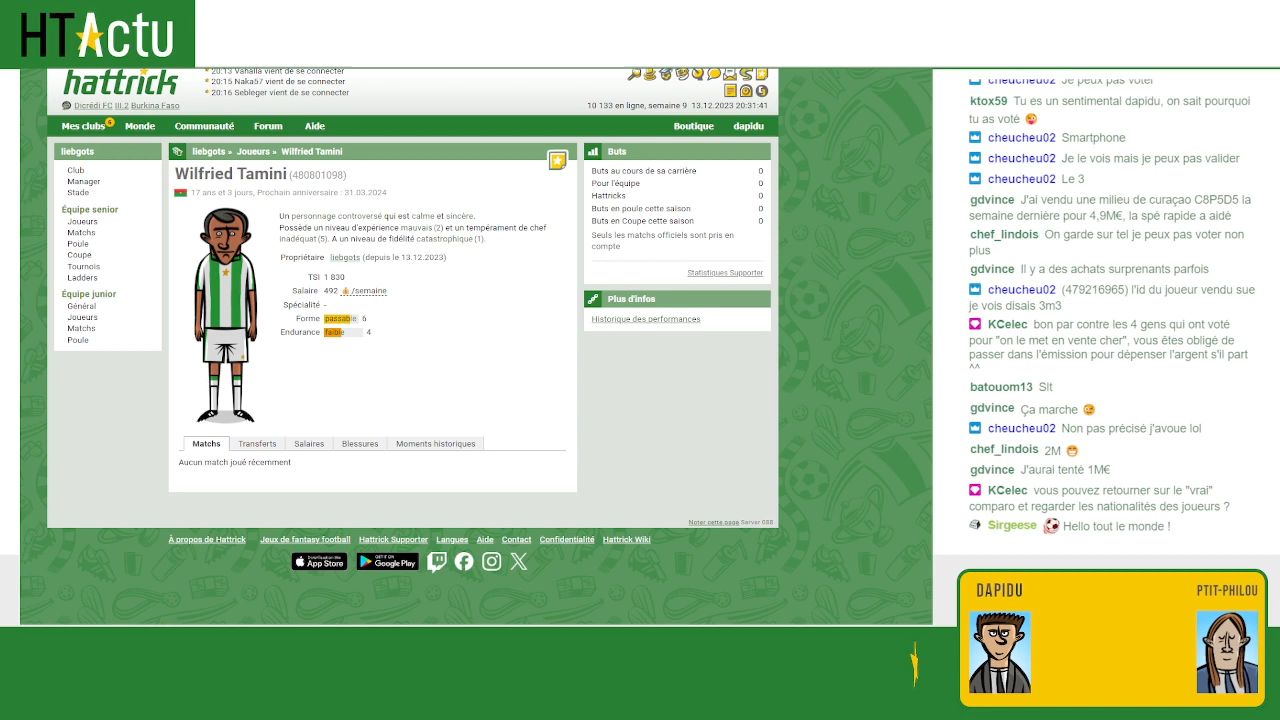 HTActu
hattrick
20:13 Vahalla vient de se connecter
20:15 Naka57 vient de se connecter
20:16 Sebleger vient de se connecter
Dicrédi FC III.2 Burkina Faso
10 133 en ligne, semaine 9 13.12.2023 20:31:41
Mes clubs 6 Monde Communauté Forum Aide Boutique dapidu
liebgots
Club
Manager
Stade
Équipe senior
Joueurs
Matchs
Poule
Coupe
Tournois
Ladders
Équipe junior
Général
Joueurs
Matchs
Poule
liebgots » Joueurs » Wilfried Tamini
Wilfried Tamini (480801098)
17 ans et 3 jours, Prochain anniversaire : 31.03.2024
Un personnage controversé qui est calme et sincère.
Possède un niveau d'expérience mauvais (2) et un tempérament de chef
inadéquat (5). A un niveau de fidélité catastrophique (1).
Propriétaire liebgots (depuis le 13.12.2023)
TSI 1 830
Salaire 492 /semaine
Spécialité -
Forme passable 6
Endurance faible 4
Matchs Transferts Salaires Blessures Moments historiques
Aucun match joué récemment
Buts
Buts au cours de sa carrière 0
Pour l'équipe 0
Hattricks 0
Buts en poule cette saison 0
Buts en Coupe cette saison 0
Seuls les matchs officiels sont pris en
compte
Statistiques Supporter
Plus d'infos
Historique des performances
Noter cette page Server 088
À propos de Hattrick Jeux de fantasy football Hattrick Supporter Langues Aide Contact Confidentialité Hattrick Wiki
Download on the App Store GET IT ON Google Play
cheucheu02 Je peux pas voter
ktox59 Tu es un sentimental dapidu, on sait pourquoi
tu as voté
cheucheu02 Smartphone
cheucheu02 Je le vois mais je peux pas valider
cheucheu02 Le 3
gdvince J'ai vendu une milieu de curaçao C8P5D5 la
semaine dernière pour 4,9M€, la spé rapide a aidé
chef_lindois On garde sur tel je peux pas voter non
plus
gdvince Il y a des achats surprenants parfois
cheucheu02 (479216965) l'id du joueur vendu sue
je vois disais 3m3
KCelec bon par contre les 4 gens qui ont voté
pour "on le met en vente cher", vous êtes obligé de
passer dans l'émission pour dépenser l'argent s'il part
^^
batouom13 Slt
gdvince Ça marche
cheucheu02 Non pas précisé j'avoue lol
chef_lindois 2M
gdvince J'aurai tenté 1M€
KCelec vous pouvez retourner sur le "vrai"
comparo et regarder les nationalités des joueurs ?
Sirgeese Hello tout le monde !
DAPIDU PTIT-PHILOU